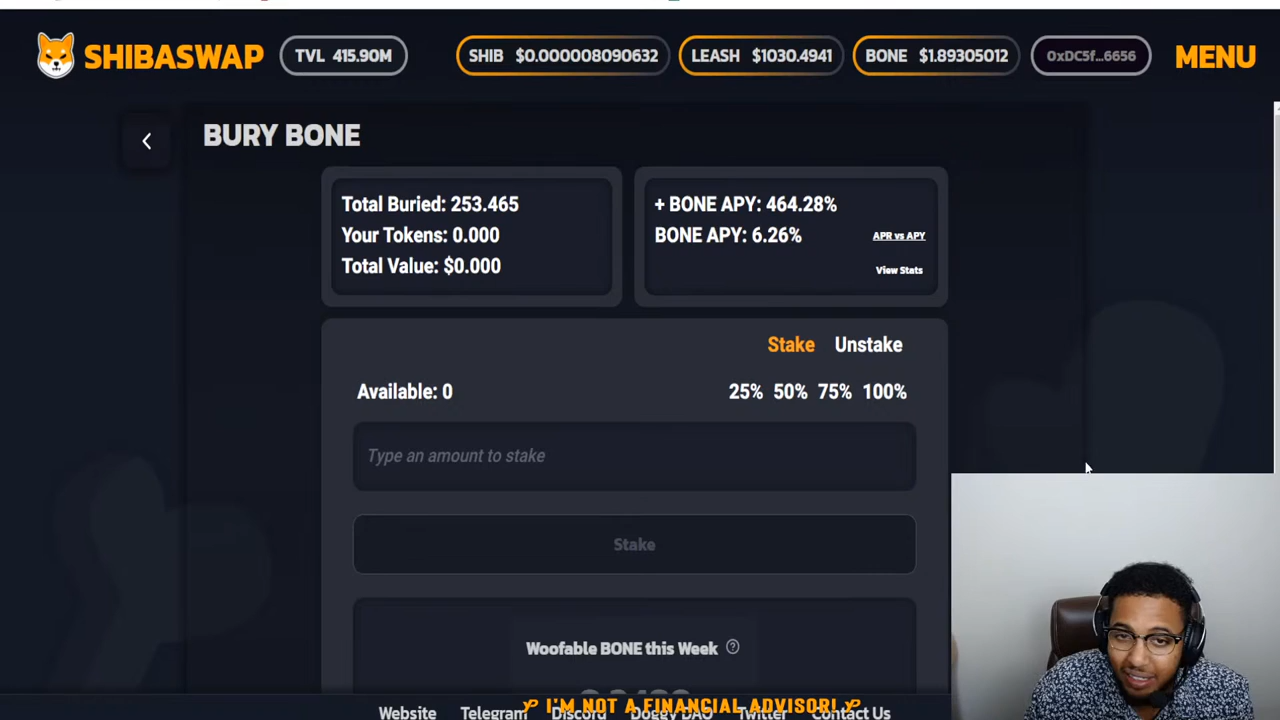 SHIBASWAP TVL 415.90M SHIB $0.000008090632 LEASH $1030.4941 BONE $1.89305012 0xDC5f...6656 MENU
BURY BONE
Total Buried: 253.465
Your Tokens: 0.000
Total Value: $0.000
+ BONE APY: 464.28%
BONE APY: 6.26% APR vs APY
View Stats
Stake Unstake
Available: 0 25% 50% 75% 100%
Type an amount to stake
Stake
Woofable BONE this Week ?
I'M NOT A FINANCIAL ADVISOR!
Website Telegram Discord Doggy DAO Twitter Contact Us